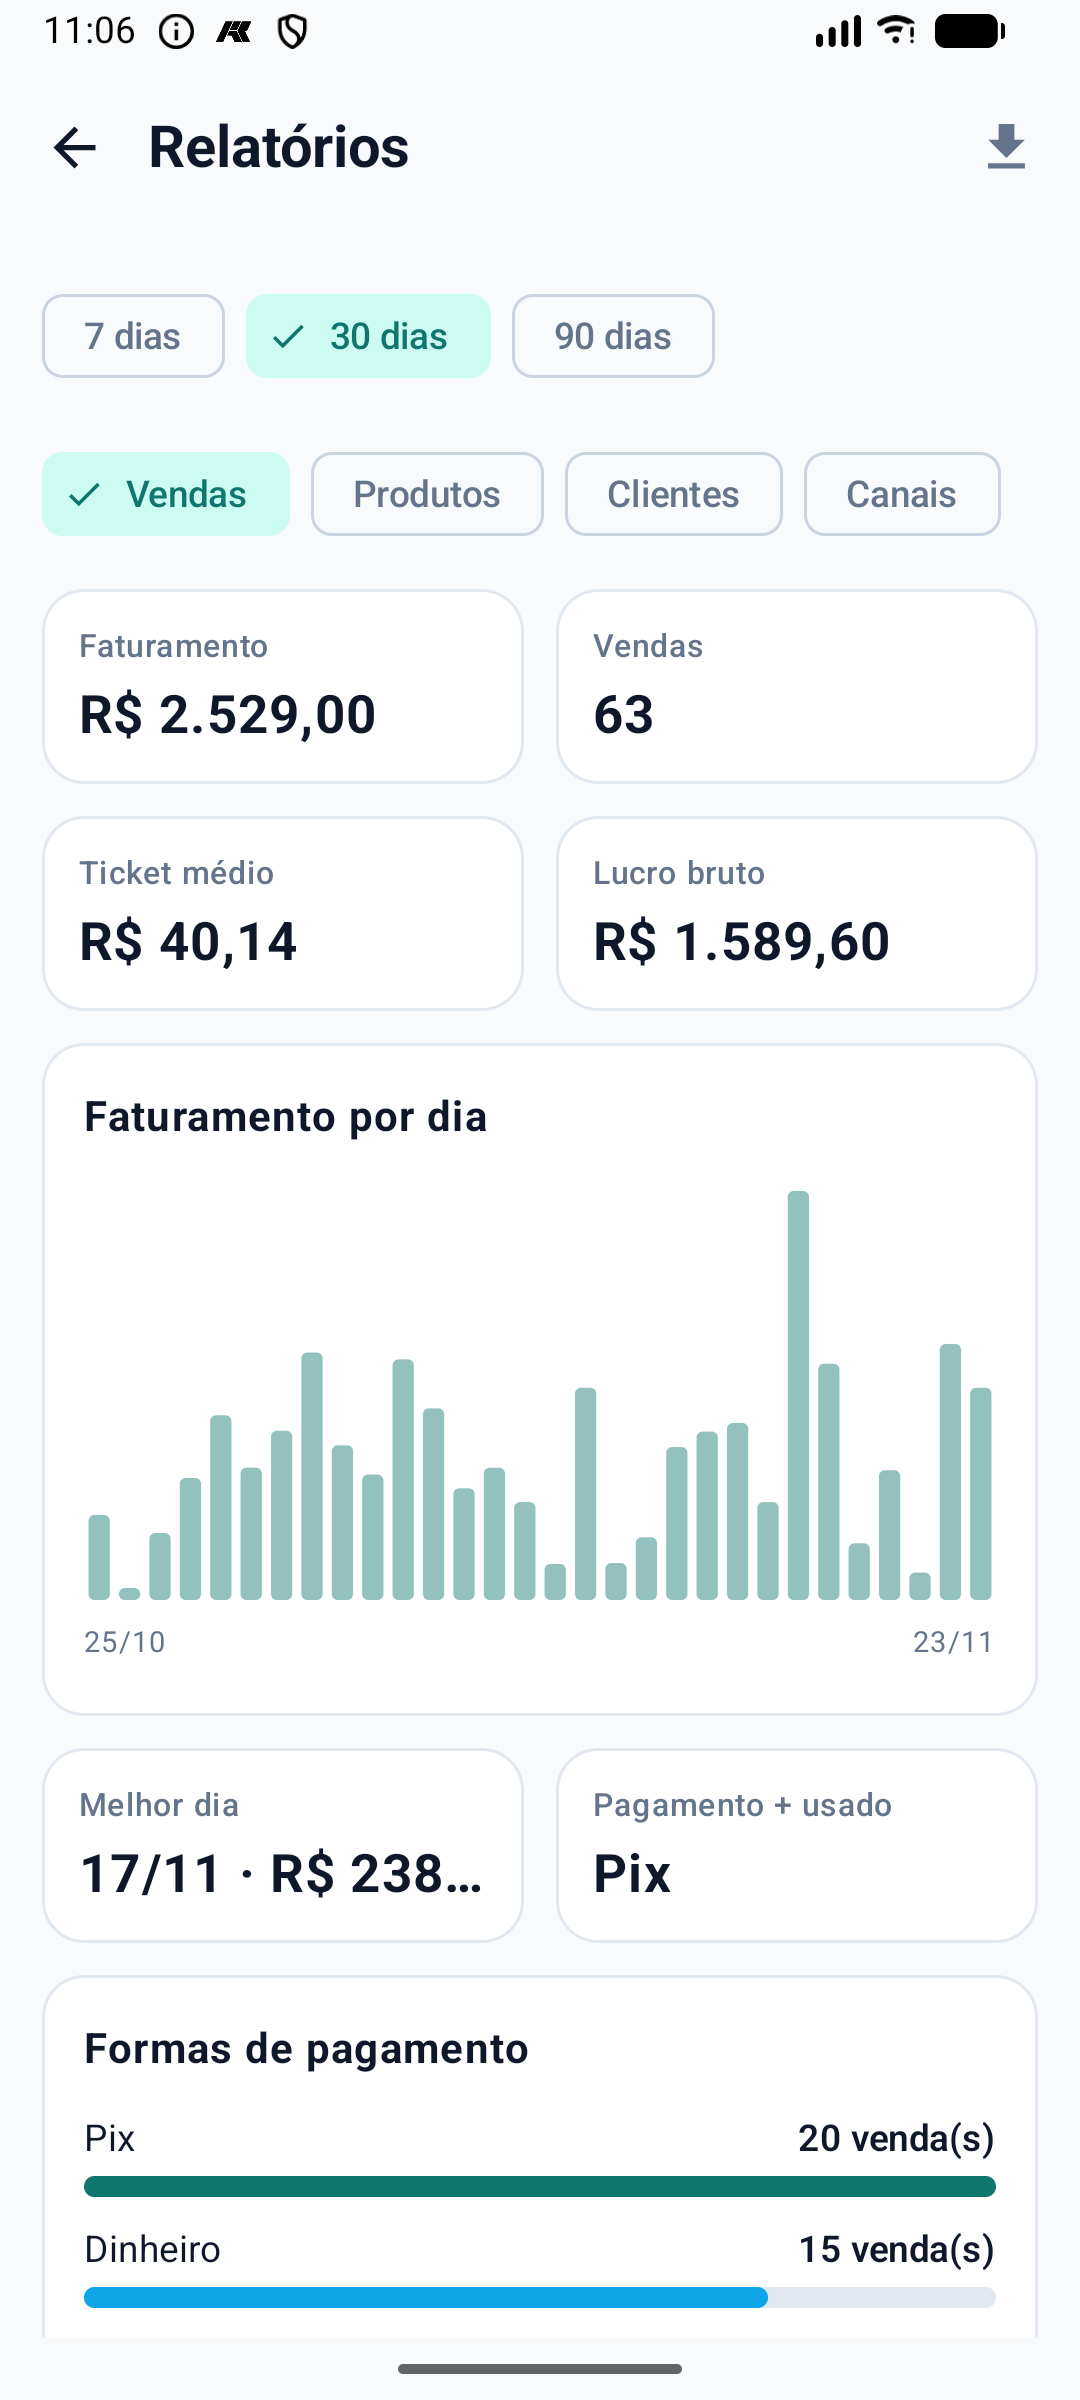 11:06
Relatórios
7 dias
30 dias
90 dias
Vendas
Produtos
Clientes
Canais
Faturamento
R$ 2.529,00
Vendas
63
Ticket médio
R$ 40,14
Lucro bruto
R$ 1.589,60
Faturamento por dia
25/10
23/11
Melhor dia
17/11 · R$ 238…
Pagamento + usado
Pix
Formas de pagamento
Pix
20 venda(s)
Dinheiro
15 venda(s)